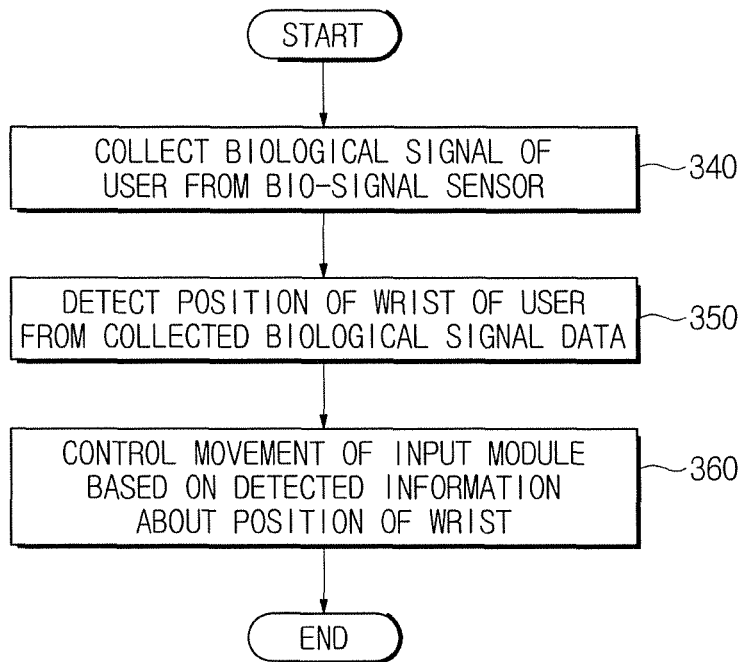 START
COLLECT BIOLOGICAL SIGNAL OF
USER FROM BIO-SIGNAL SENSOR
340
DETECT POSITION OF WRIST OF USER
FROM COLLECTED BIOLOGICAL SIGNAL DATA
350
CONTROL MOVEMENT OF INPUT MODULE
BASED ON DETECTED INFORMATION
ABOUT POSITION OF WRIST
360
END